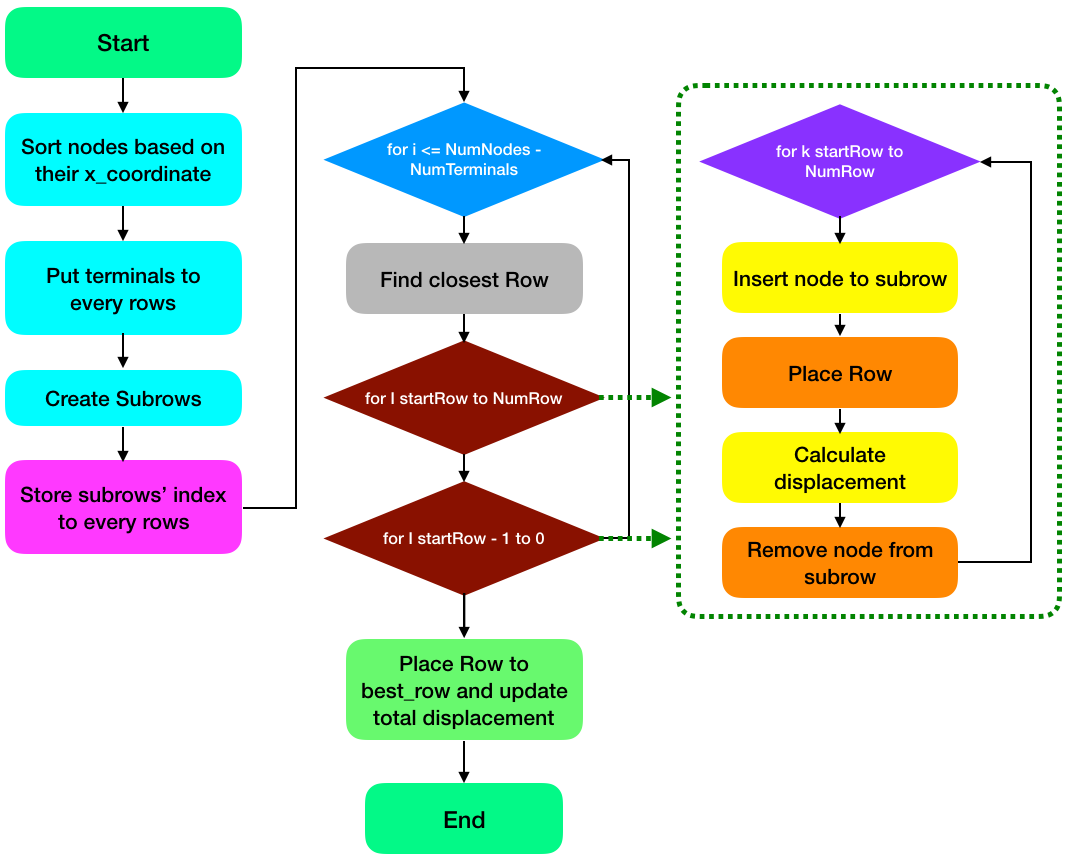 Start
Sort nodes based on
their x_coordinate
Put terminals to
every rows
Create Subrows
Store subrows’ index
to every rows
for i <= NumNodes -
NumTerminals
Find closest Row
for I startRow to NumRow
for I startRow - 1 to 0
Place Row to
best_row and update
total displacement
End
for k startRow to
NumRow
Insert node to subrow
Place Row
Calculate
displacement
Remove node from
subrow